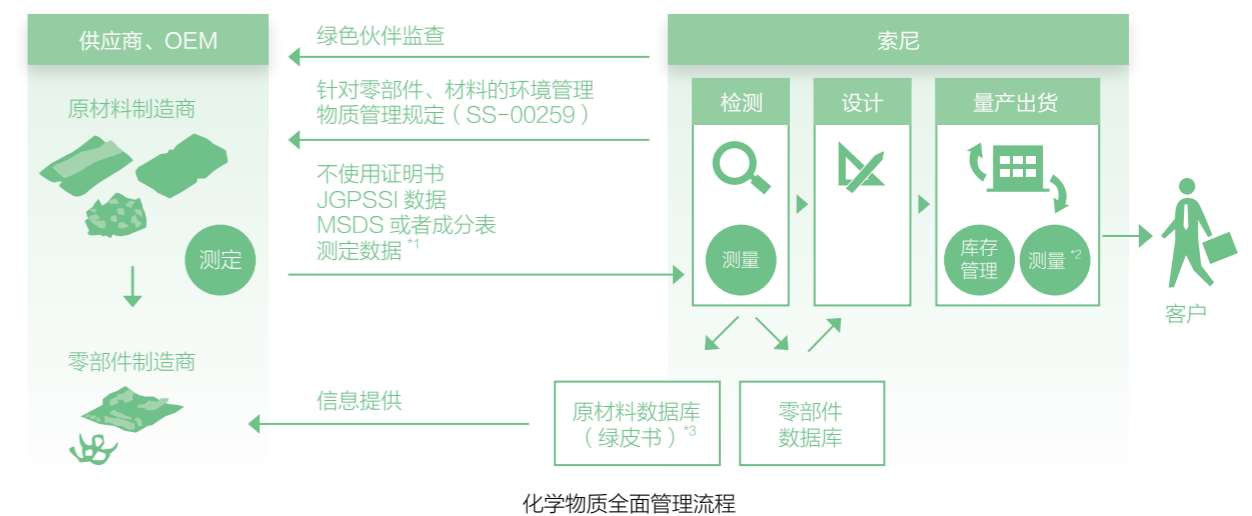 供应商、OEM
原材料制造商
测定
零部件制造商
绿色伙伴监查
针对零部件、材料的环境管理
物质管理规定（SS-00259）
不使用证明书
JGPSSI 数据
MSDS 或者成分表
测定数据 *1
信息提供
索尼
检测
测量
设计
量产出货
库存
管理
测量 *2
客户
原材料数据库
（绿皮书）*3
零部件
数据库
化学物质全面管理流程